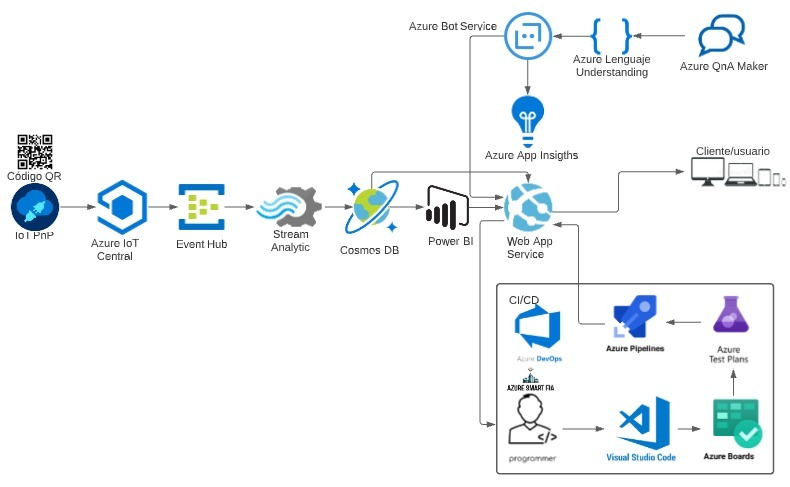 Azure Bot Service
Azure Lenguaje
Understanding
Azure QnA Maker
Azure App Insigths
Código QR
IoT PnP
Azure IoT
Central
Event Hub
Stream
Analytic
Cosmos DB
Power BI
Web App
Service
Cliente/usuario
CI/CD
Azure DevOps
Azure Pipelines
Azure
Test Plans
AZURE SMART FIA
</>
programmer
Visual Studio Code
Azure Boards